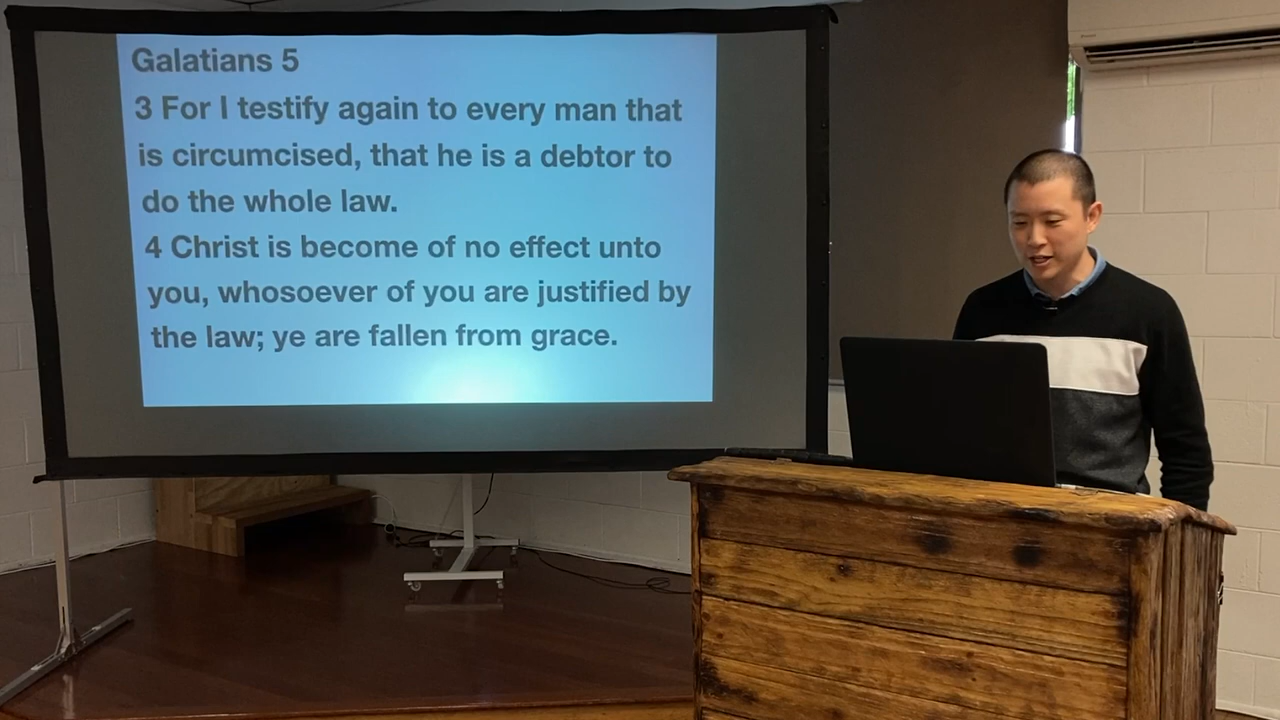 Galatians 5
3 For I testify again to every man that
is circumcised, that he is a debtor to
do the whole law.
4 Christ is become of no effect unto
you, whosoever of you are justified by
the law; ye are fallen from grace.